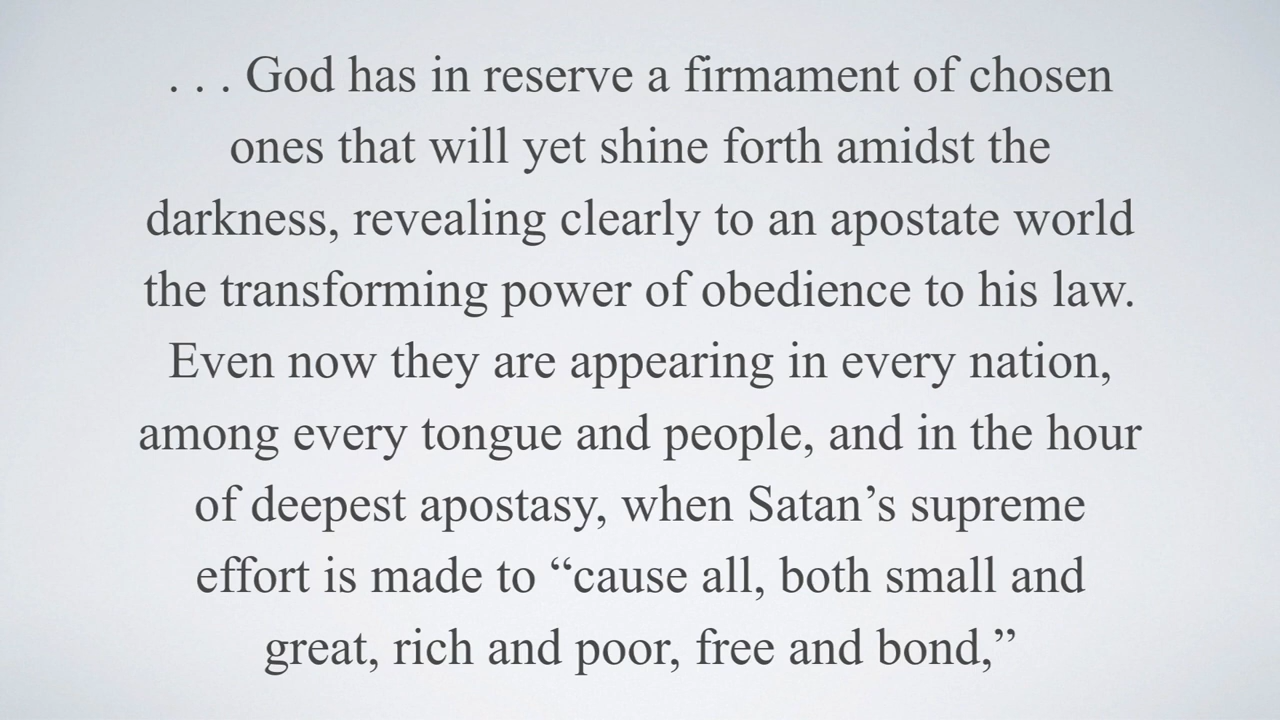 . . . God has in reserve a firmament of chosen
ones that will yet shine forth amidst the
darkness, revealing clearly to an apostate world
the transforming power of obedience to his law.
Even now they are appearing in every nation,
among every tongue and people, and in the hour
of deepest apostasy, when Satan’s supreme
effort is made to “cause all, both small and
great, rich and poor, free and bond,”